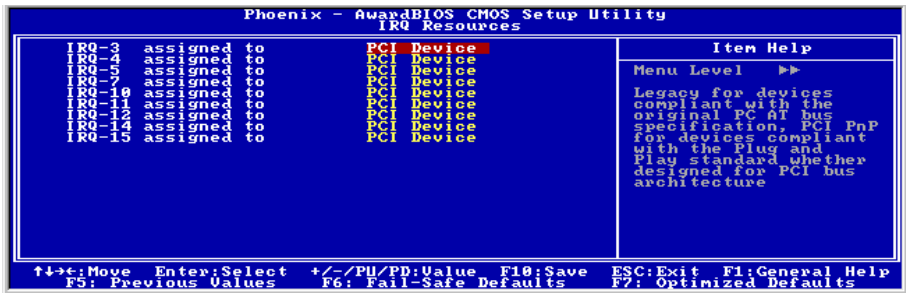 Phoenix - AwardBIOS CMOS Setup Utility
IRQ Resources
IRQ-3 assigned to PCI Device
IRQ-4 assigned to PCI Device
IRQ-5 assigned to PCI Device
IRQ-7 assigned to PCI Device
IRQ-10 assigned to PCI Device
IRQ-11 assigned to PCI Device
IRQ-12 assigned to PCI Device
IRQ-14 assigned to PCI Device
IRQ-15 assigned to PCI Device
Item Help
Menu Level ▶▶
Legacy for devices
compliant with the
original PC AT bus
specification, PCI PnP
for devices compliant
with the Plug and
Play standard whether
designed for PCI bus
architecture
↑↓→←:Move Enter:Select +/-/PU/PD:Value F10:Save ESC:Exit F1:General Help
F5: Previous Values F6: Fail-Safe Defaults F7: Optimized Defaults